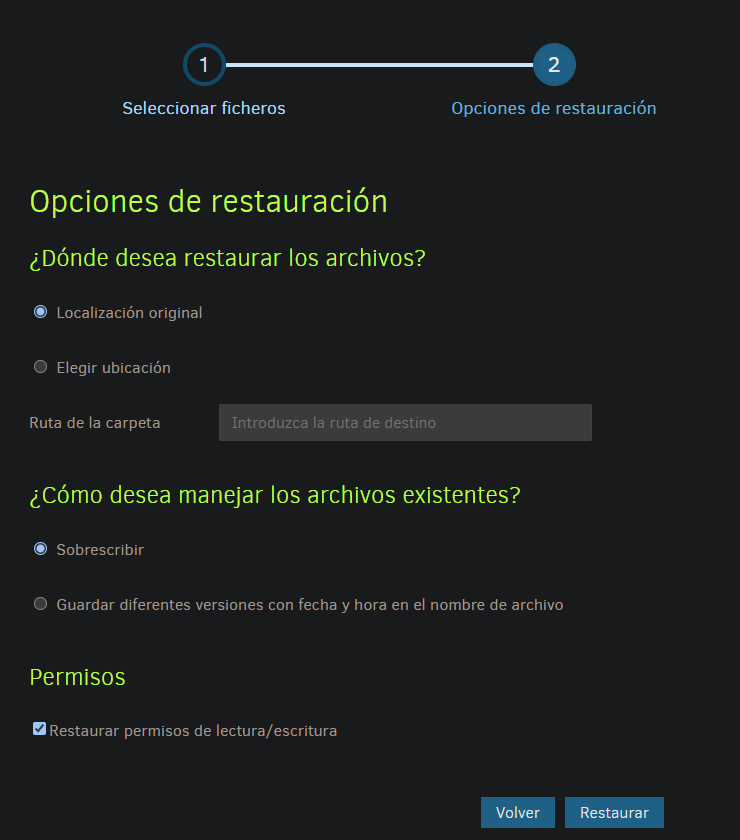 1
2
Seleccionar ficheros
Opciones de restauración
Opciones de restauración
¿Dónde desea restaurar los archivos?
Localización original
Elegir ubicación
Ruta de la carpeta
Introduzca la ruta de destino
¿Cómo desea manejar los archivos existentes?
Sobrescribir
Guardar diferentes versiones con fecha y hora en el nombre de archivo
Permisos
Restaurar permisos de lectura/escritura
Volver
Restaurar